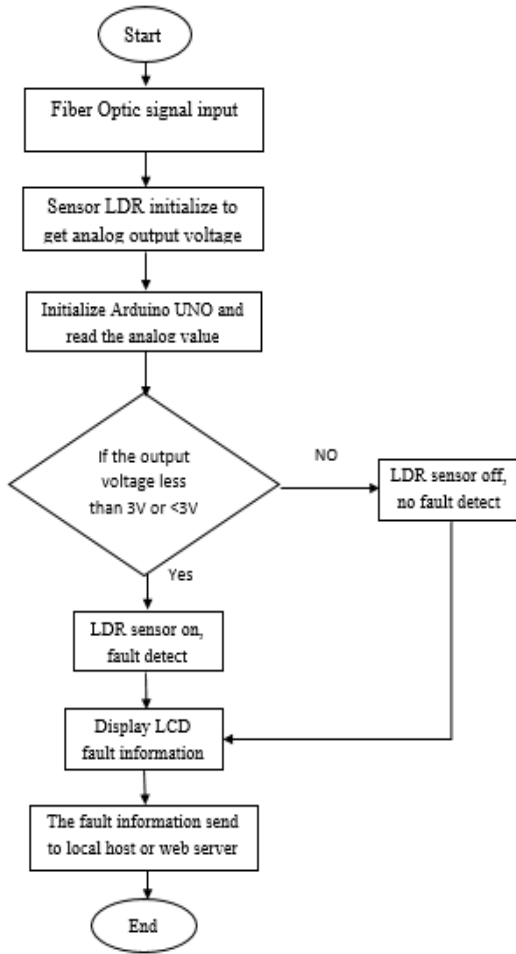 Start
Fiber Optic signal input
Sensor LDR initialize to
get analog output voltage
Initialize Arduino UNO and
read the analog value
If the output
voltage less
than 3V or <3V
NO
LDR sensor off,
no fault detect
Yes
LDR sensor on,
fault detect
Display LCD
fault information
The fault information send
to local host or web server
End